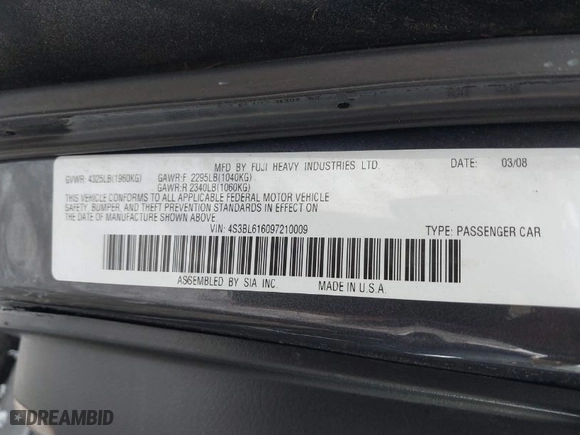 MFD BY FUJI HEAVY INDUSTRIES LTD. DATE: 03/08
GVWR: 4325LB(1960KG) GAWR:F 2295LB(1040KG)
GAWR:R 2340LB(1060KG)
THIS VEHICLE CONFORMS TO ALL APPLICABLE FEDERAL MOTOR VEHICLE
SAFETY, BUMPER, AND THEFT PREVENTION STANDARDS IN EFFECT ON
THE DATE OF MANUFACTURE SHOWN ABOVE.
VIN: 4S3BL616097210009 TYPE: PASSENGER CAR
ASSEMBLED BY SIA INC. MADE IN U.S.A.
DREAMBID